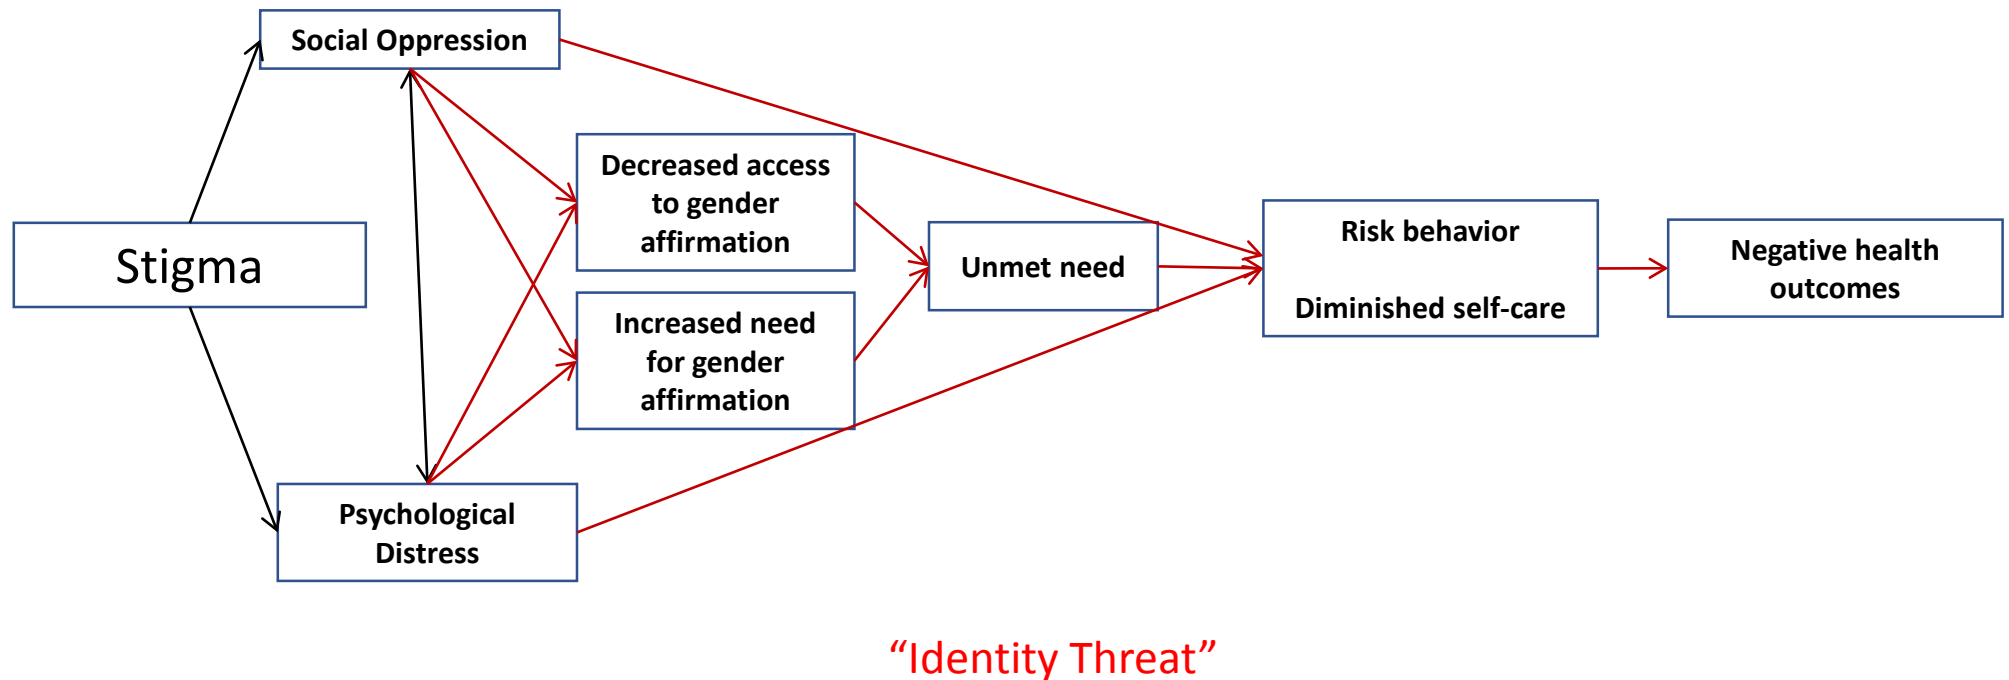 Social Oppression
Decreased access
to gender
affirmation
Stigma
Unmet need
Risk behavior
Diminished self-care
Negative health
outcomes
Increased need
for gender
affirmation
Psychological
Distress
“Identity Threat”